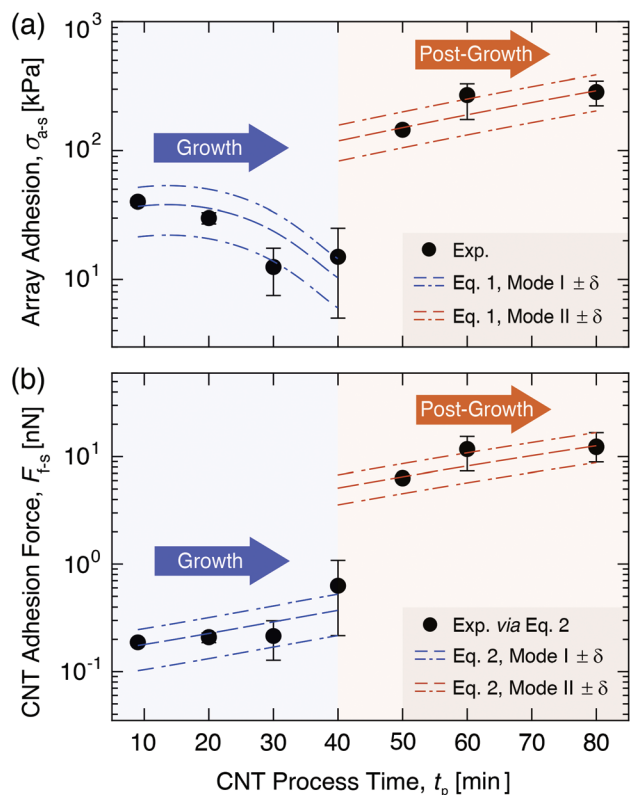 (a)
10³
10²
10¹
Array Adhesion, σa-s [kPa]
Growth
Post-Growth
Exp.
Eq. 1, Mode I ± δ
Eq. 1, Mode II ± δ
(b)
10¹
10⁰
10⁻¹
CNT Adhesion Force, Ff-s [nN]
Growth
Post-Growth
Exp. via Eq. 2
Eq. 2, Mode I ± δ
Eq. 2, Mode II ± δ
10 20 30 40 50 60 70 80
CNT Process Time, tp [min]